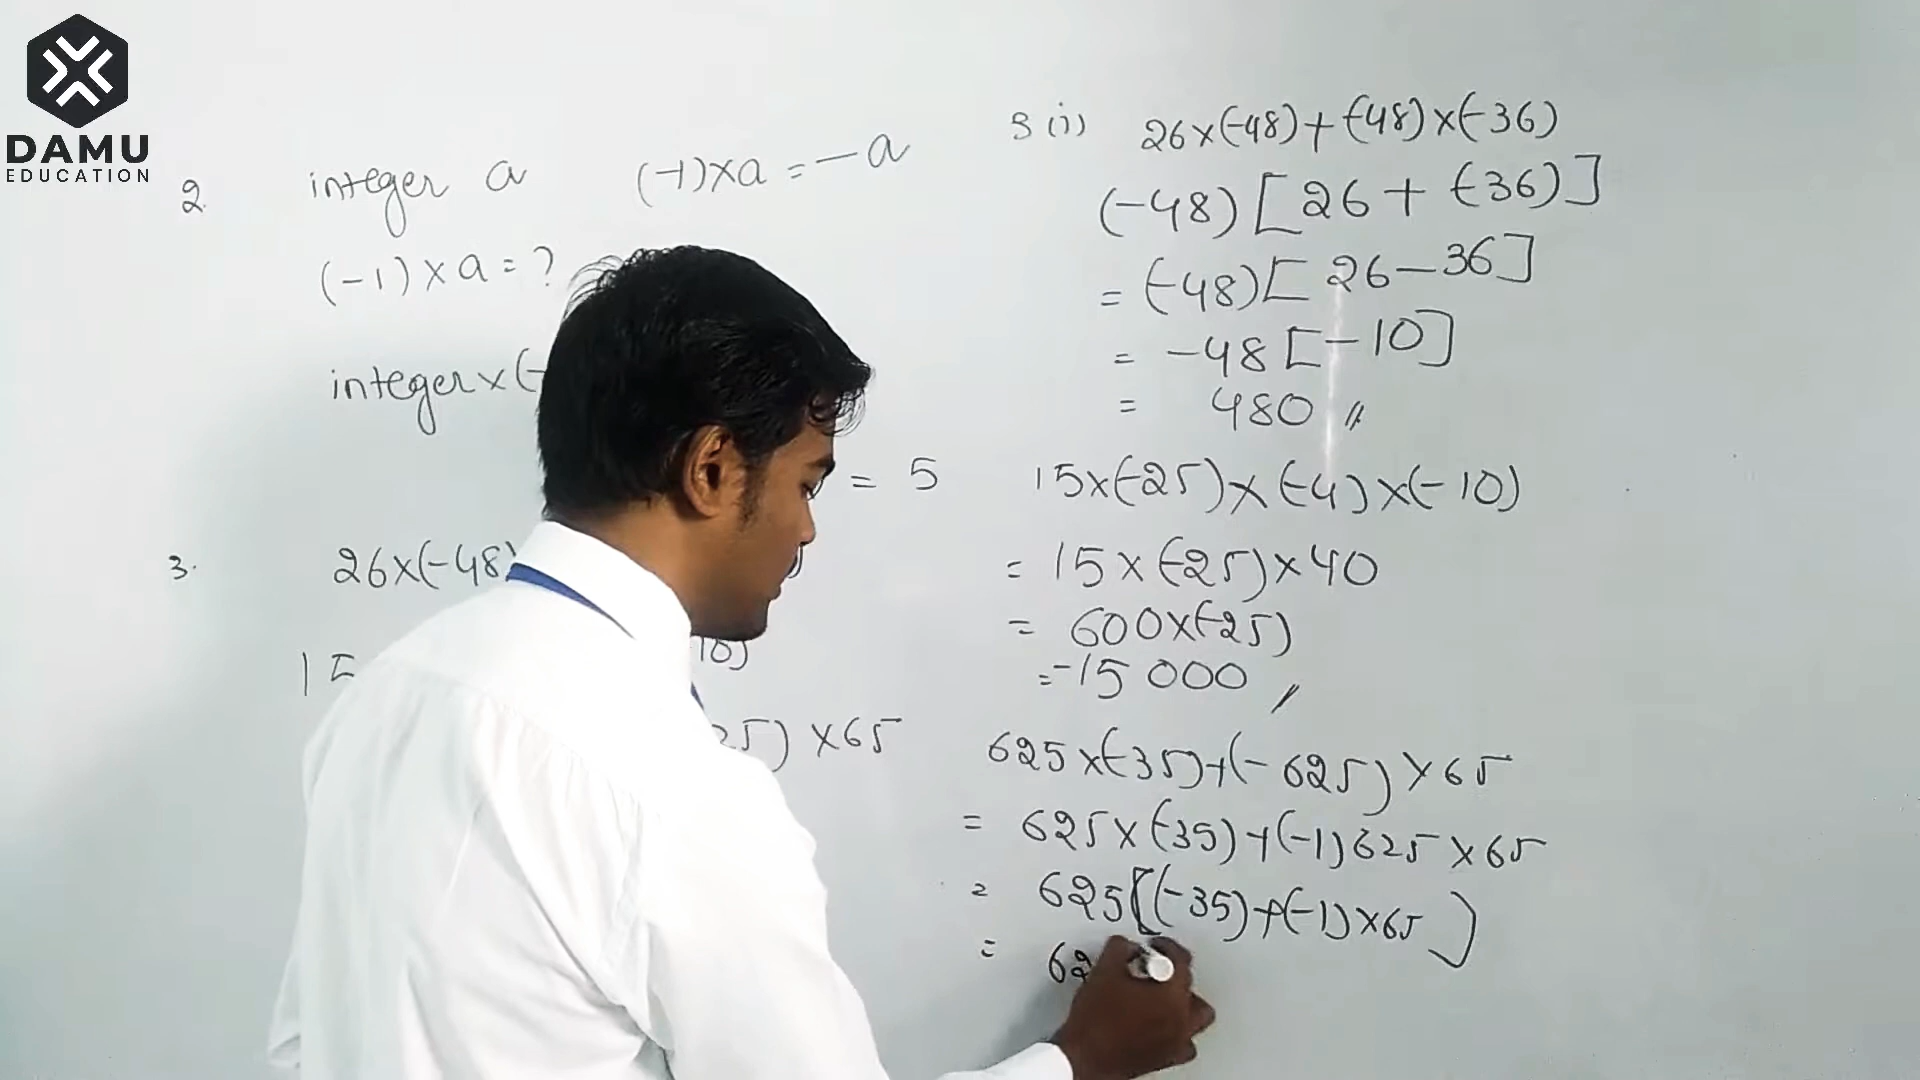 DAMU
EDUCATION
2. integer a (-1)×a = -a
(-1)×a = ?
integer×(-
= 5
3. 26×(-48)
15
10)
25) ×65
3 (i) 26×(-48)+(-48)×(-36)
(-48)[26 + (-36)]
= (-48)[26-36]
= -48[-10]
= 480 //
15×(-25)×(-4)×(-10)
= 15×(-25)×40
= 600×(-25)
= -15000 //
625×(-35)+(-625)×65
= 625×(-35)+(-1)625×65
= 625[(-35)+(-1)×65]
= 62